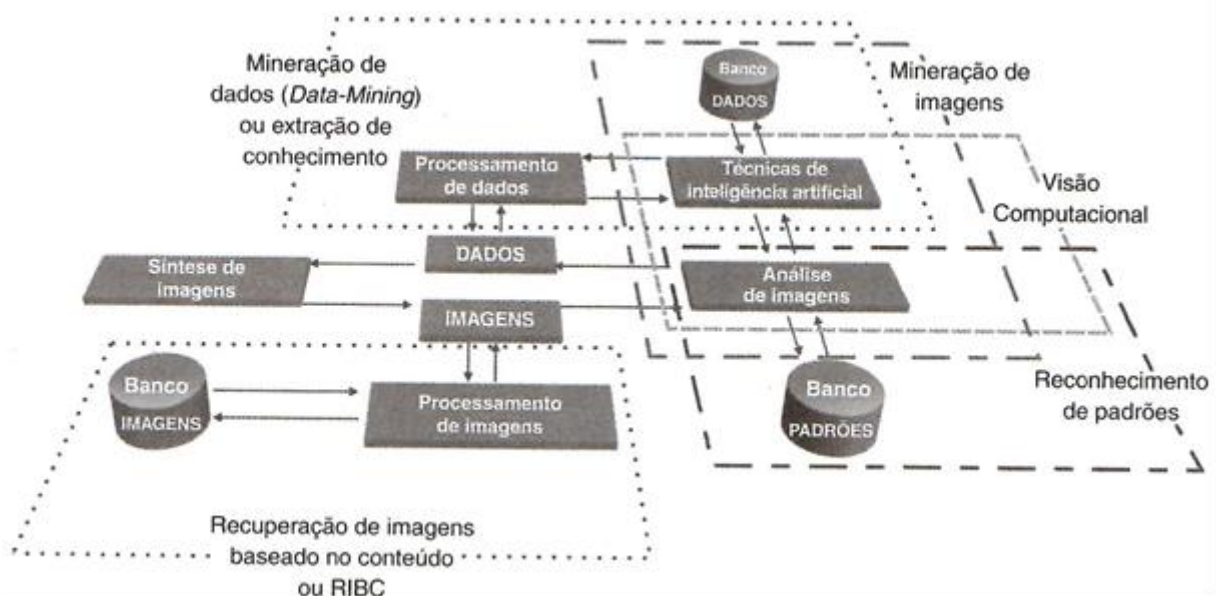 Mineração de
dados (Data-Mining)
ou extração de
conhecimento
Banco
DADOS
Mineração de
imagens
Processamento
de dados
Técnicas de
inteligência artificial
Visão
Computacional
DADOS
Síntese de
imagens
Análise
de imagens
IMAGENS
Banco
IMAGENS
Processamento
de imagens
Banco
PADRÕES
Reconhecimento
de padrões
Recuperação de imagens
baseado no conteúdo
ou RIBC